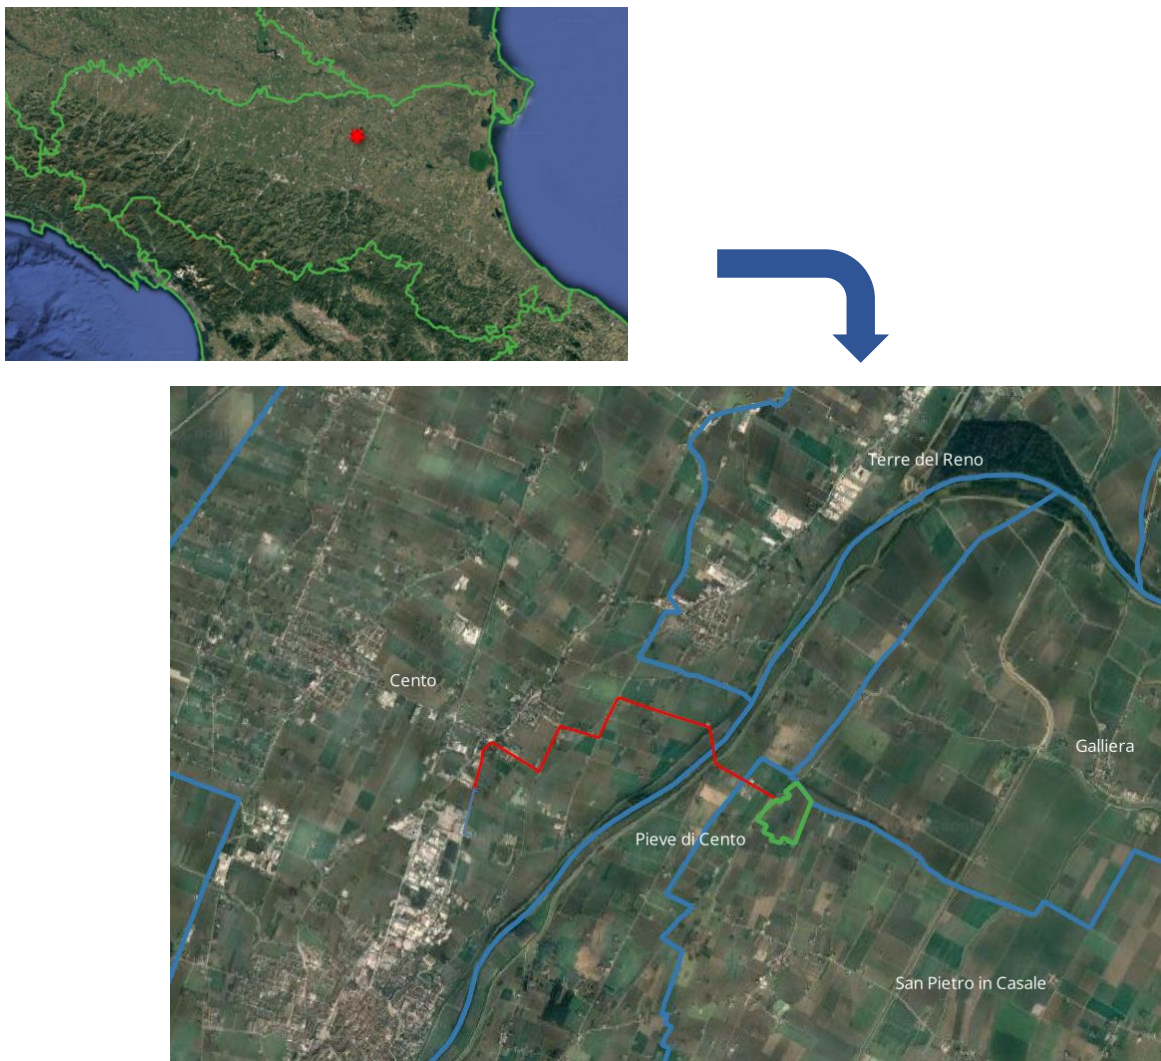 Terre del Reno
Cento
Galliera
Pieve di Cento
San Pietro in Casale